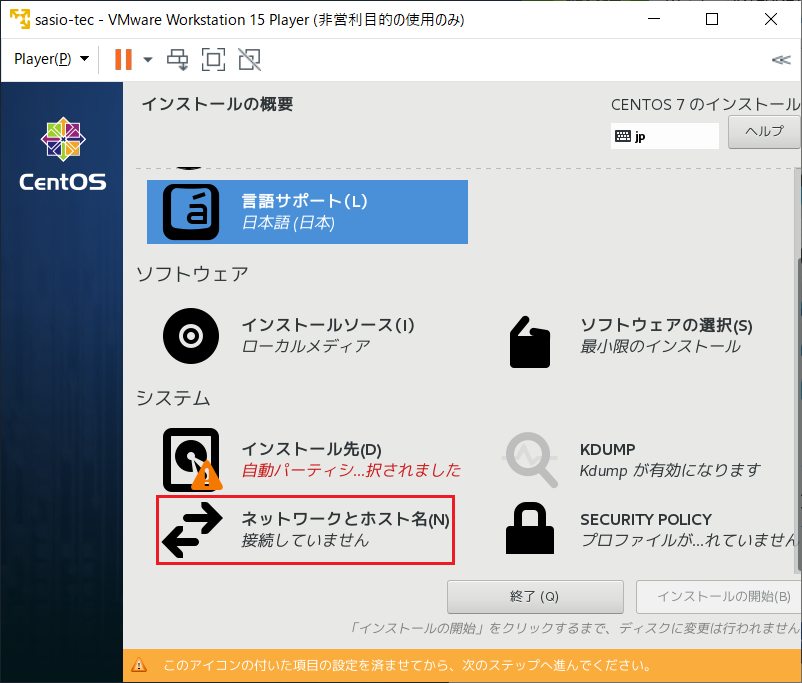 sasio-tec - VMware Workstation 15 Player (非営利目的の使用のみ)
Player(P)
インストールの概要
CENTOS 7 のインストール
jp
ヘルプ
CentOS
言語サポート(L)
日本語 (日本)
ソフトウェア
インストールソース(I)
ローカルメディア
ソフトウェアの選択(S)
最小限のインストール
システム
インストール先(D)
自動パーティシ...択されました
KDUMP
Kdump が有効になります
ネットワークとホスト名(N)
接続していません
SECURITY POLICY
プロファイルが...れていません
終了 (Q)
インストールの開始(B)
「インストールの開始」をクリックするまで、ディスクに変更は行われません
このアイコンの付いた項目の設定を済ませてから、次のステップへ進んでください。